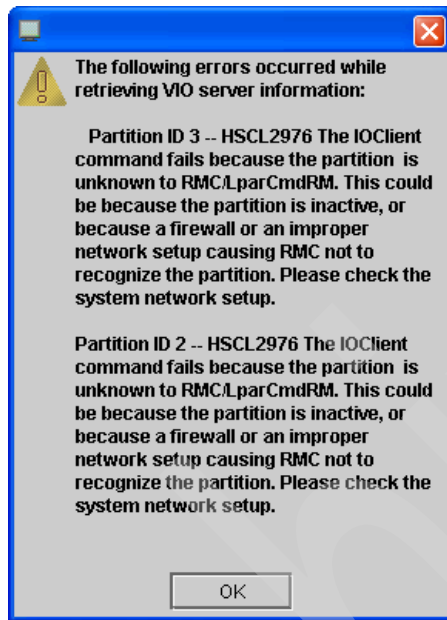 The following errors occurred while
retrieving VIO server information:
Partition ID 3 -- HSCL2976 The IOClient
command fails because the partition is
unknown to RMC/LparCmdRM. This could
be because the partition is inactive, or
because a firewall or an improper
network setup causing RMC not to
recognize the partition. Please check the
system network setup.
Partition ID 2 -- HSCL2976 The IOClient
command fails because the partition is
unknown to RMC/LparCmdRM. This could
be because the partition is inactive, or
because a firewall or an improper
network setup causing RMC not to
recognize the partition. Please check the
system network setup.
OK